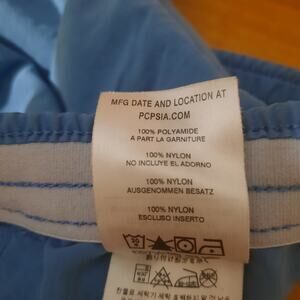 MFG DATE AND LOCATION AT
PCPSIA.COM
100% POLYAMIDE
A PART LA GARNITURE
100% NYLON
NO INCLUYE EL ADORNO
100% NYLON
AUSGENOMMEN BESATZ
100% NYLON
ESCLUSO INSERTO
30